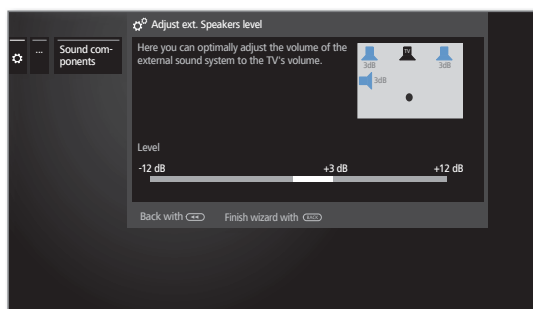 Adjust ext. Speakers level
...
Sound com-
ponents
Here you can optimally adjust the volume of the
external sound system to the TV's volume.
TV
3dB
3dB
3dB
Level
-12 dB
+3 dB
+12 dB
Back with
Finish wizard with BACK